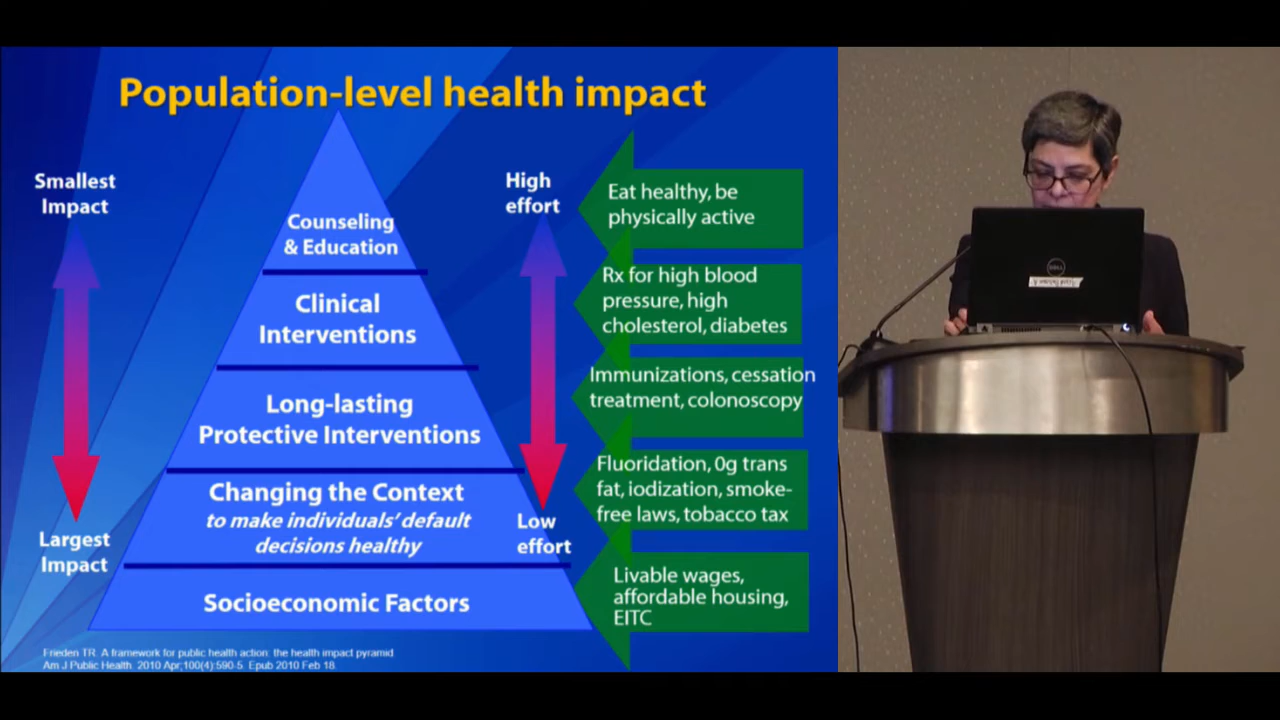 Population-level health impact
Smallest
Impact
Largest
Impact
Counseling
& Education
Clinical
Interventions
Long-lasting
Protective Interventions
Changing the Context
to make individuals’ default
decisions healthy
Socioeconomic Factors
High
effort
Low
effort
Eat healthy, be
physically active
Rx for high blood
pressure, high
cholesterol, diabetes
Immunizations, cessation
treatment, colonoscopy
Fluoridation, 0g trans
fat, iodization, smoke-
free laws, tobacco tax
Livable wages,
affordable housing,
EITC
Frieden TR. A framework for public health action: the health impact pyramid
Am J Public Health. 2010 Apr;100(4):590-5. Epub 2010 Feb 18.
DELL